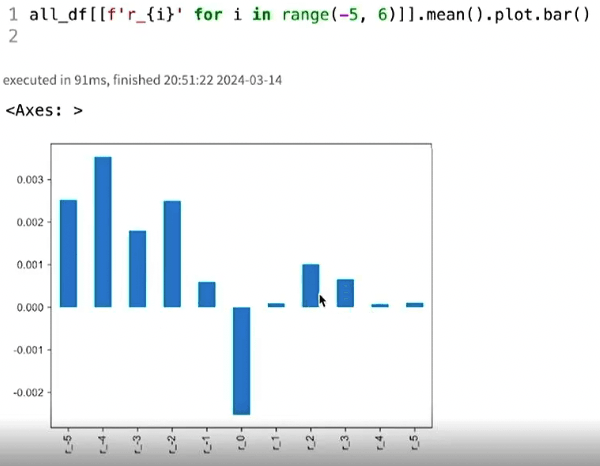 1 all_df[[f'r_{i}' for i in range(-5, 6)]].mean().plot.bar()
2
executed in 91ms, finished 20:51:22 2024-03-14
<Axes: >
0.003
0.002
0.001
0.000
-0.001
-0.002
r_-5 r_-4 r_-3 r_-2 r_-1 r_0 r_1 r_2 r_3 r_4 r_5